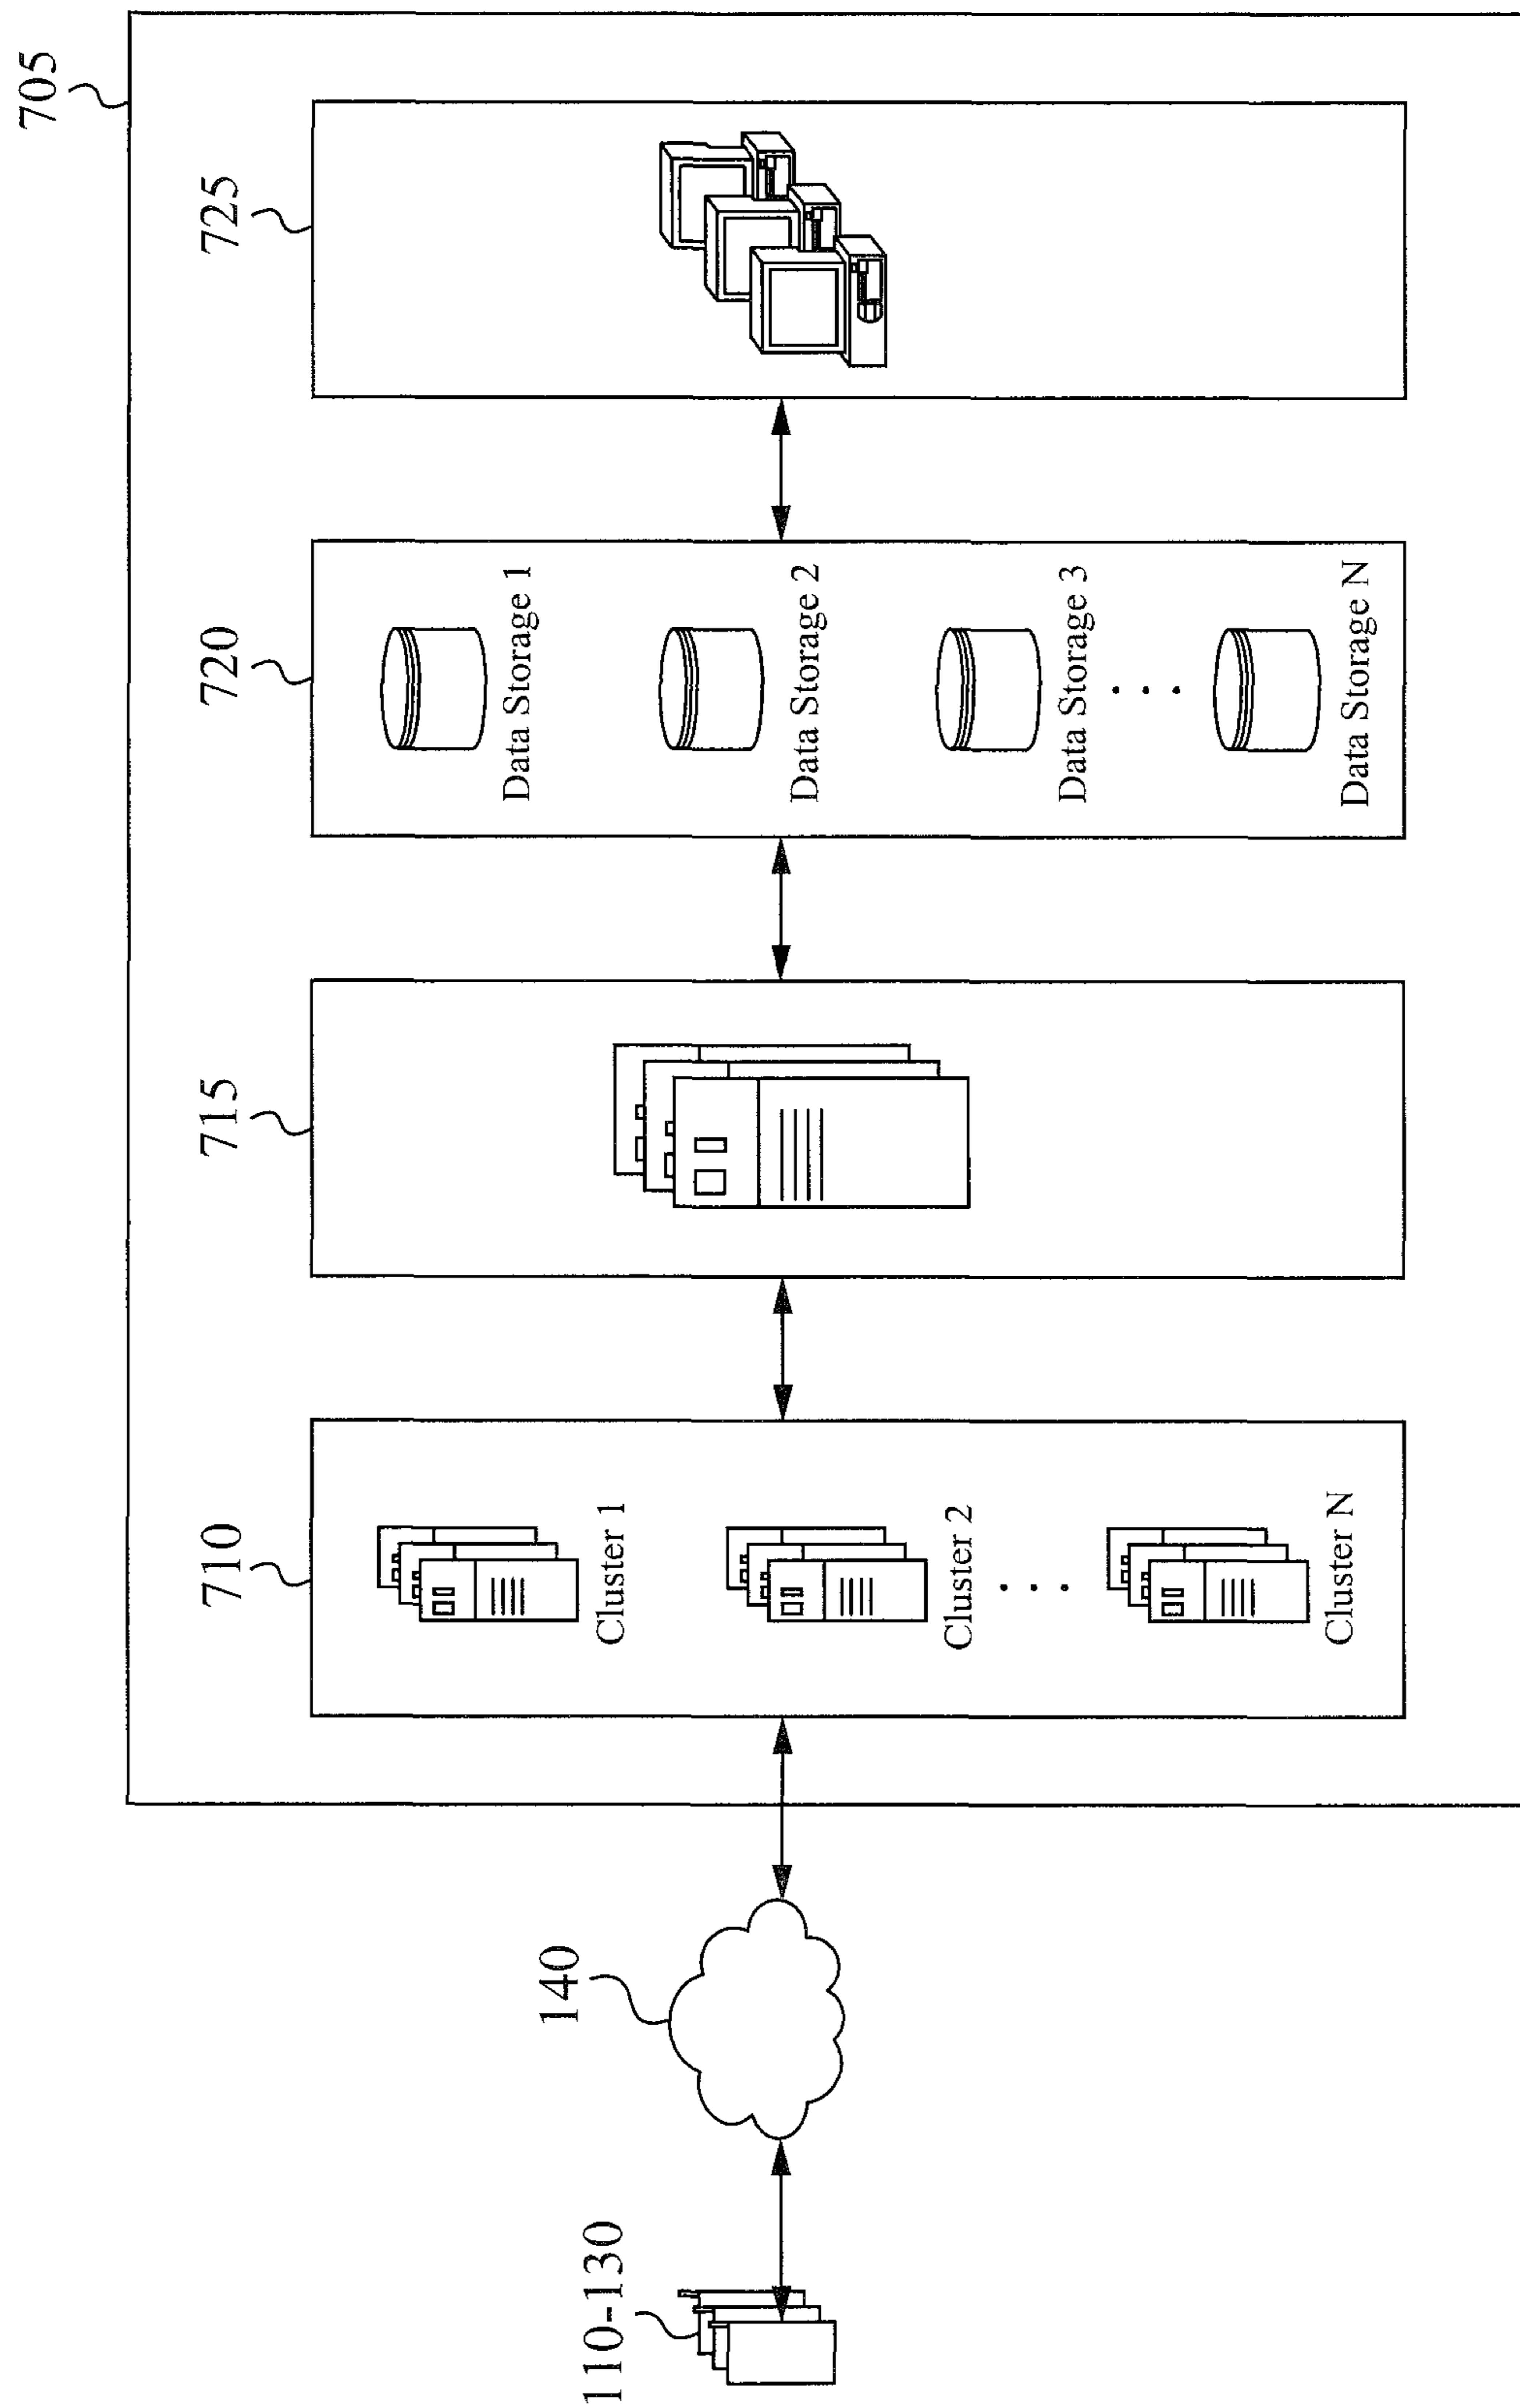 705
710
715
720
725
Cluster 1
Cluster 2
. . .
Cluster N
Data Storage 1
Data Storage 2
Data Storage 3
. . .
Data Storage N
140
110-130